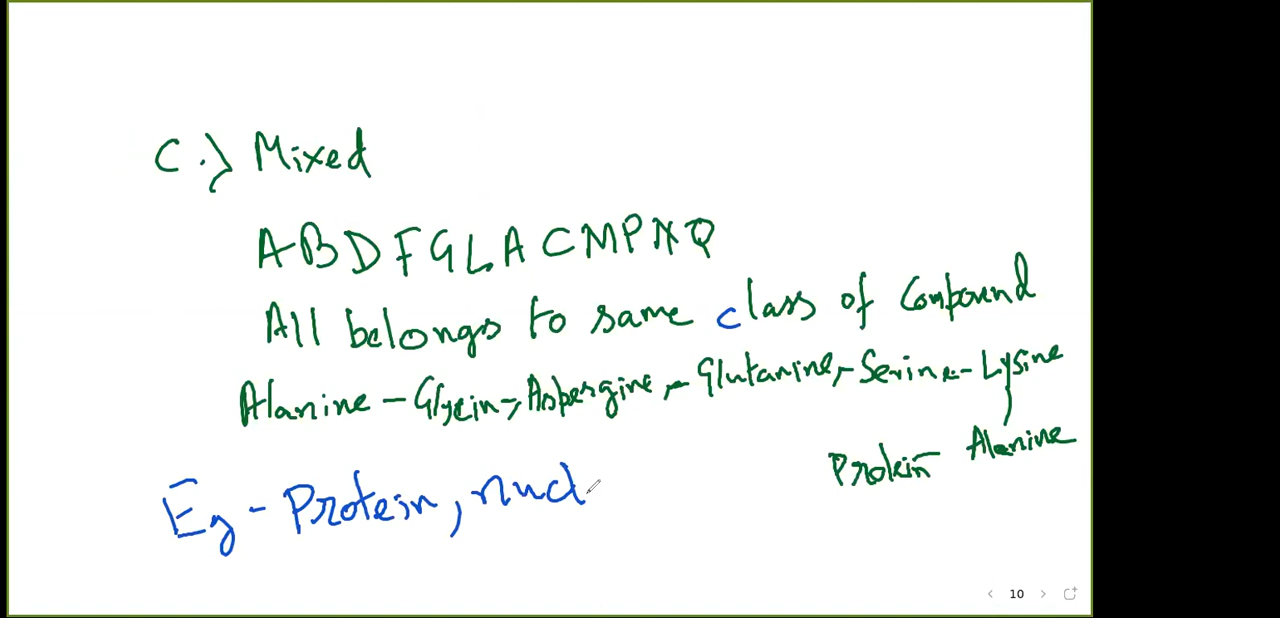 C.) Mixed
A B D F G L A C M P N Q
All belongs to same class of Compound
Alanine - Glycin - Aspergine - Glutanine - Serine - Lysine
Protein - Alanine
Eg - Protein, nucl
10